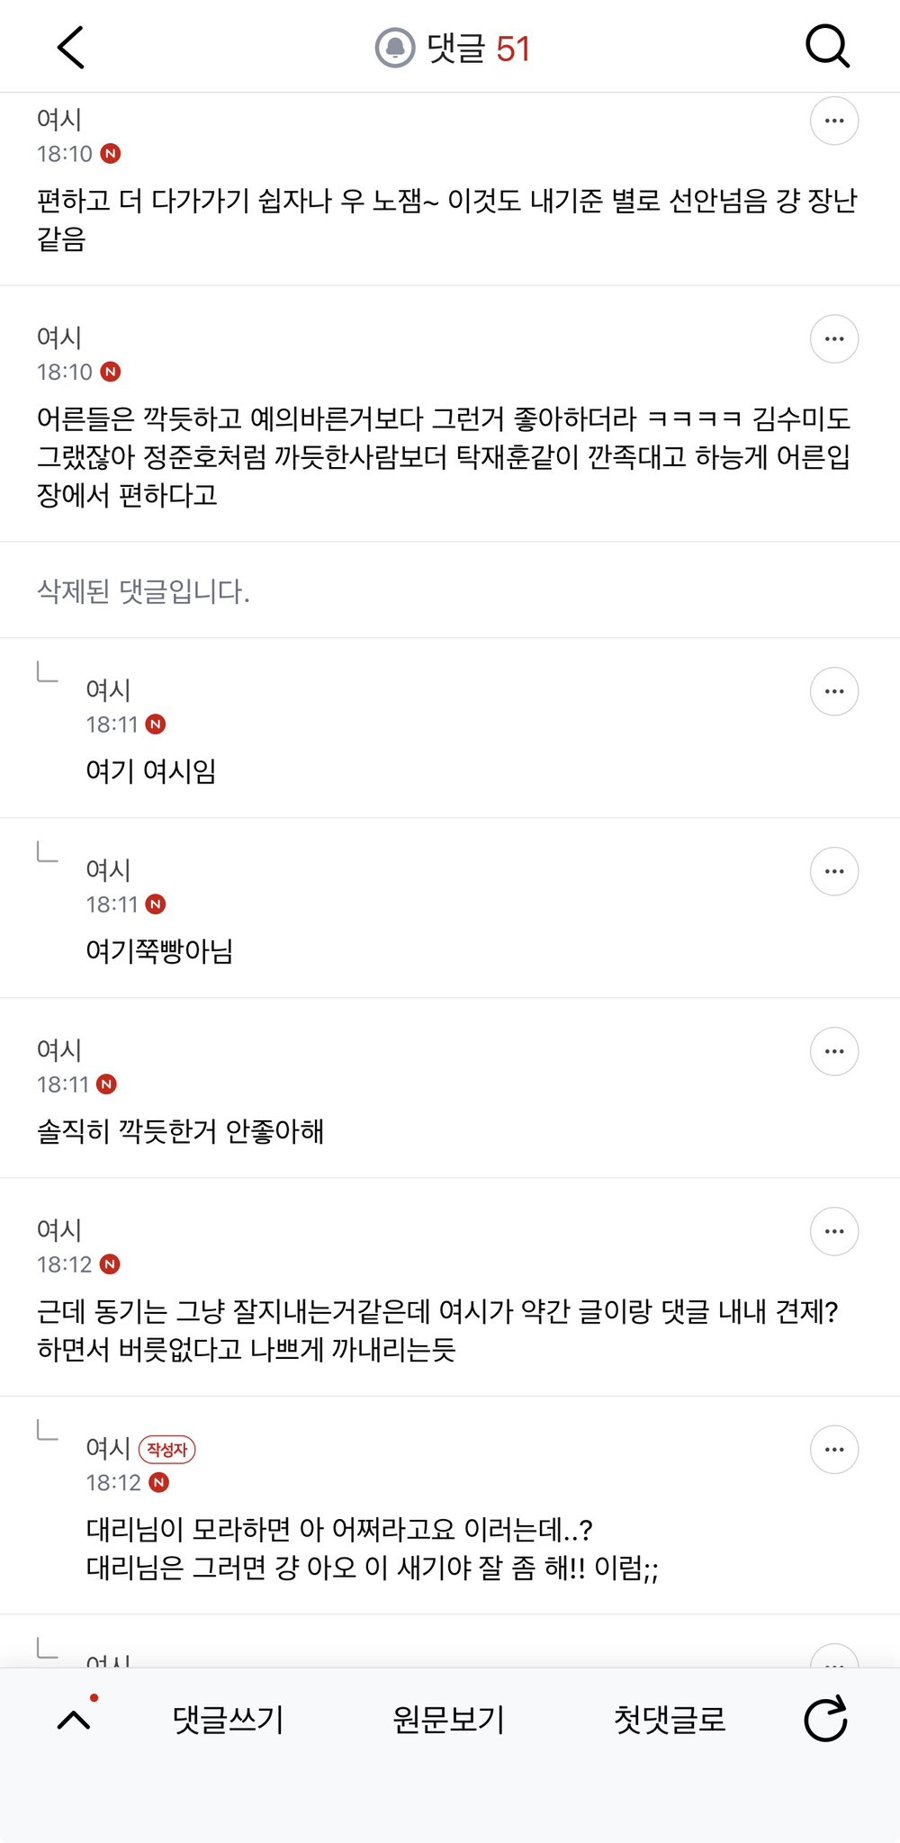 댓글 51
여시
18:10 N
편하고 더 다가가기 쉽자나 우 노잼~ 이것도 내기준 별로 선안넘음 걍 장난
같음
여시
18:10 N
어른들은 깍듯하고 예의바른거보다 그런거 좋아하더라 ㅋㅋㅋㅋ 김수미도
그랬잖아 정준호처럼 까듯한사람보더 탁재훈같이 깐족대고 하능게 어른입
장에서 편하다고
삭제된 댓글입니다.
여시
18:11 N
여기 여시임
여시
18:11 N
여기쭉빵아님
여시
18:11 N
솔직히 깍듯한거 안좋아해
여시
18:12 N
근데 동기는 그냥 잘지내는거같은데 여시가 약간 글이랑 댓글 내내 견제?
하면서 버릇없다고 나쁘게 까내리는듯
여시 작성자
18:12 N
대리님이 모라하면 아 어쩌라고요 이러는데..?
대리님은 그러면 걍 아오 이 새기야 잘 좀 해!! 이럼;;
여시
댓글쓰기 원문보기 첫댓글로